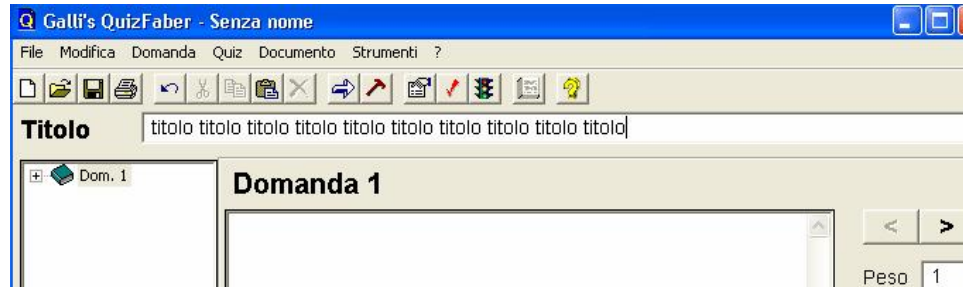 Galli's QuizFaber - Senza nome
File Modifica Domanda Quiz Documento Strumenti ?
Titolo titolo titolo titolo titolo titolo titolo titolo titolo titolo titolo
Dom. 1
Domanda 1
< >
Peso 1